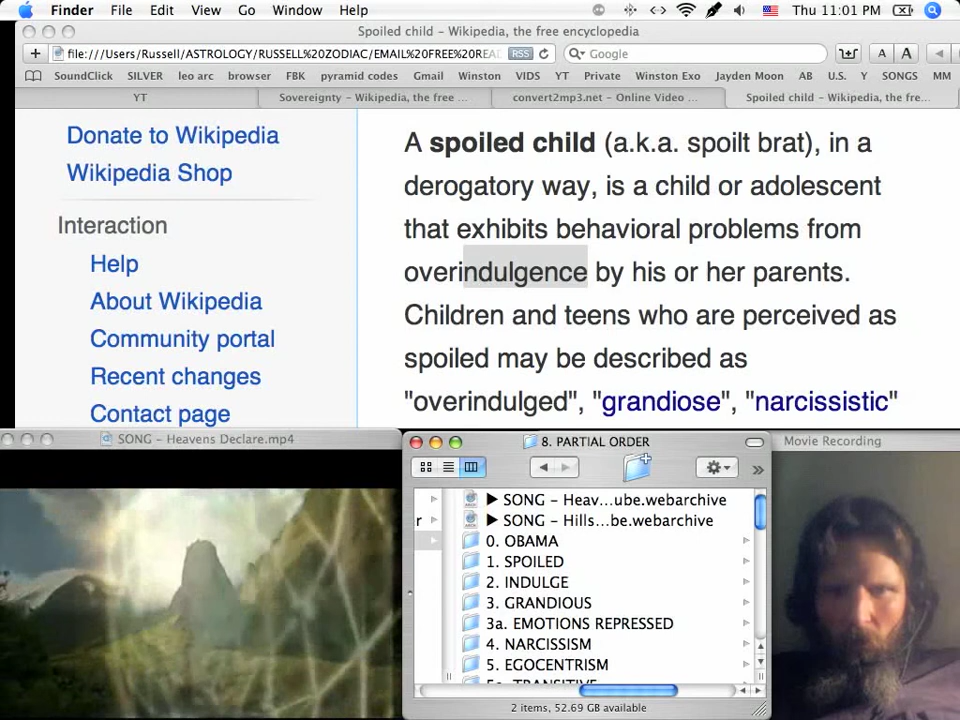 Finder File Edit View Go Window Help Thu 11:01 PM
Spoiled child – Wikipedia, the free encyclopedia
file:///Users/Russell/ASTROLOGY/RUSSELL%20ZODIAC/EMAIL%20FREE%20REA RSS Google A A
SoundClick SILVER leo arc browser FBK pyramid codes Gmail Winston VIDS YT Private Winston Exo Jayden Moon AB U.S. Y SONGS MM
YT Sovereignty – Wikipedia, the free ... convert2mp3.net – Online Video ... Spoiled child – Wikipedia, the fre...
Donate to Wikipedia
Wikipedia Shop
Interaction
Help
About Wikipedia
Community portal
Recent changes
Contact page
A spoiled child (a.k.a. spoilt brat), in a
derogatory way, is a child or adolescent
that exhibits behavioral problems from
overindulgence by his or her parents.
Children and teens who are perceived as
spoiled may be described as
"overindulged", "grandiose", "narcissistic"
SONG – Heavens Declare.mp4
8. PARTIAL ORDER
r
▶ SONG – Heav...ube.webarchive
▶ SONG – Hills...be.webarchive
0. OBAMA
1. SPOILED
2. INDULGE
3. GRANDIOUS
3a. EMOTIONS REPRESSED
4. NARCISSISM
5. EGOCENTRISM
2 items, 52.69 GB available
Movie Recording